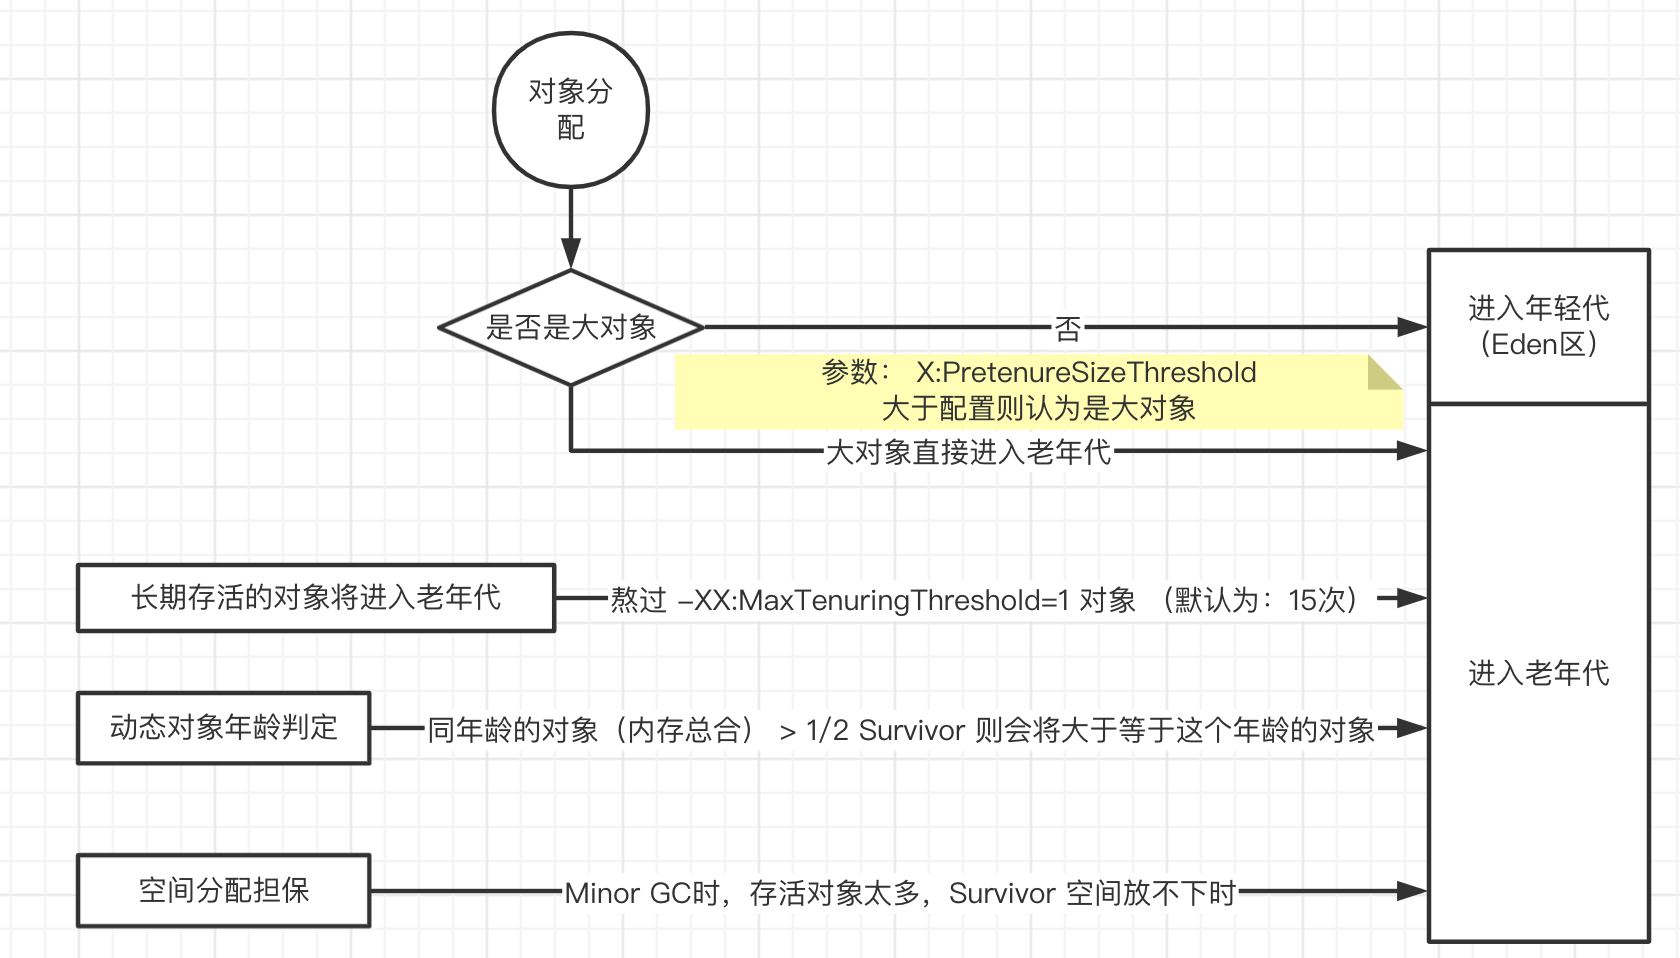 对象分
配
是否是大对象
否
进入年轻代
（Eden区）
参数： X:PretenureSizeThreshold
大于配置则认为是大对象
大对象直接进入老年代
长期存活的对象将进入老年代
熬过 -XX:MaxTenuringThreshold=1 对象 （默认为：15次）
进入老年代
动态对象年龄判定
同年龄的对象（内存总合） > 1/2 Survivor 则会将大于等于这个年龄的对象
空间分配担保
Minor GC时，存活对象太多，Survivor 空间放不下时